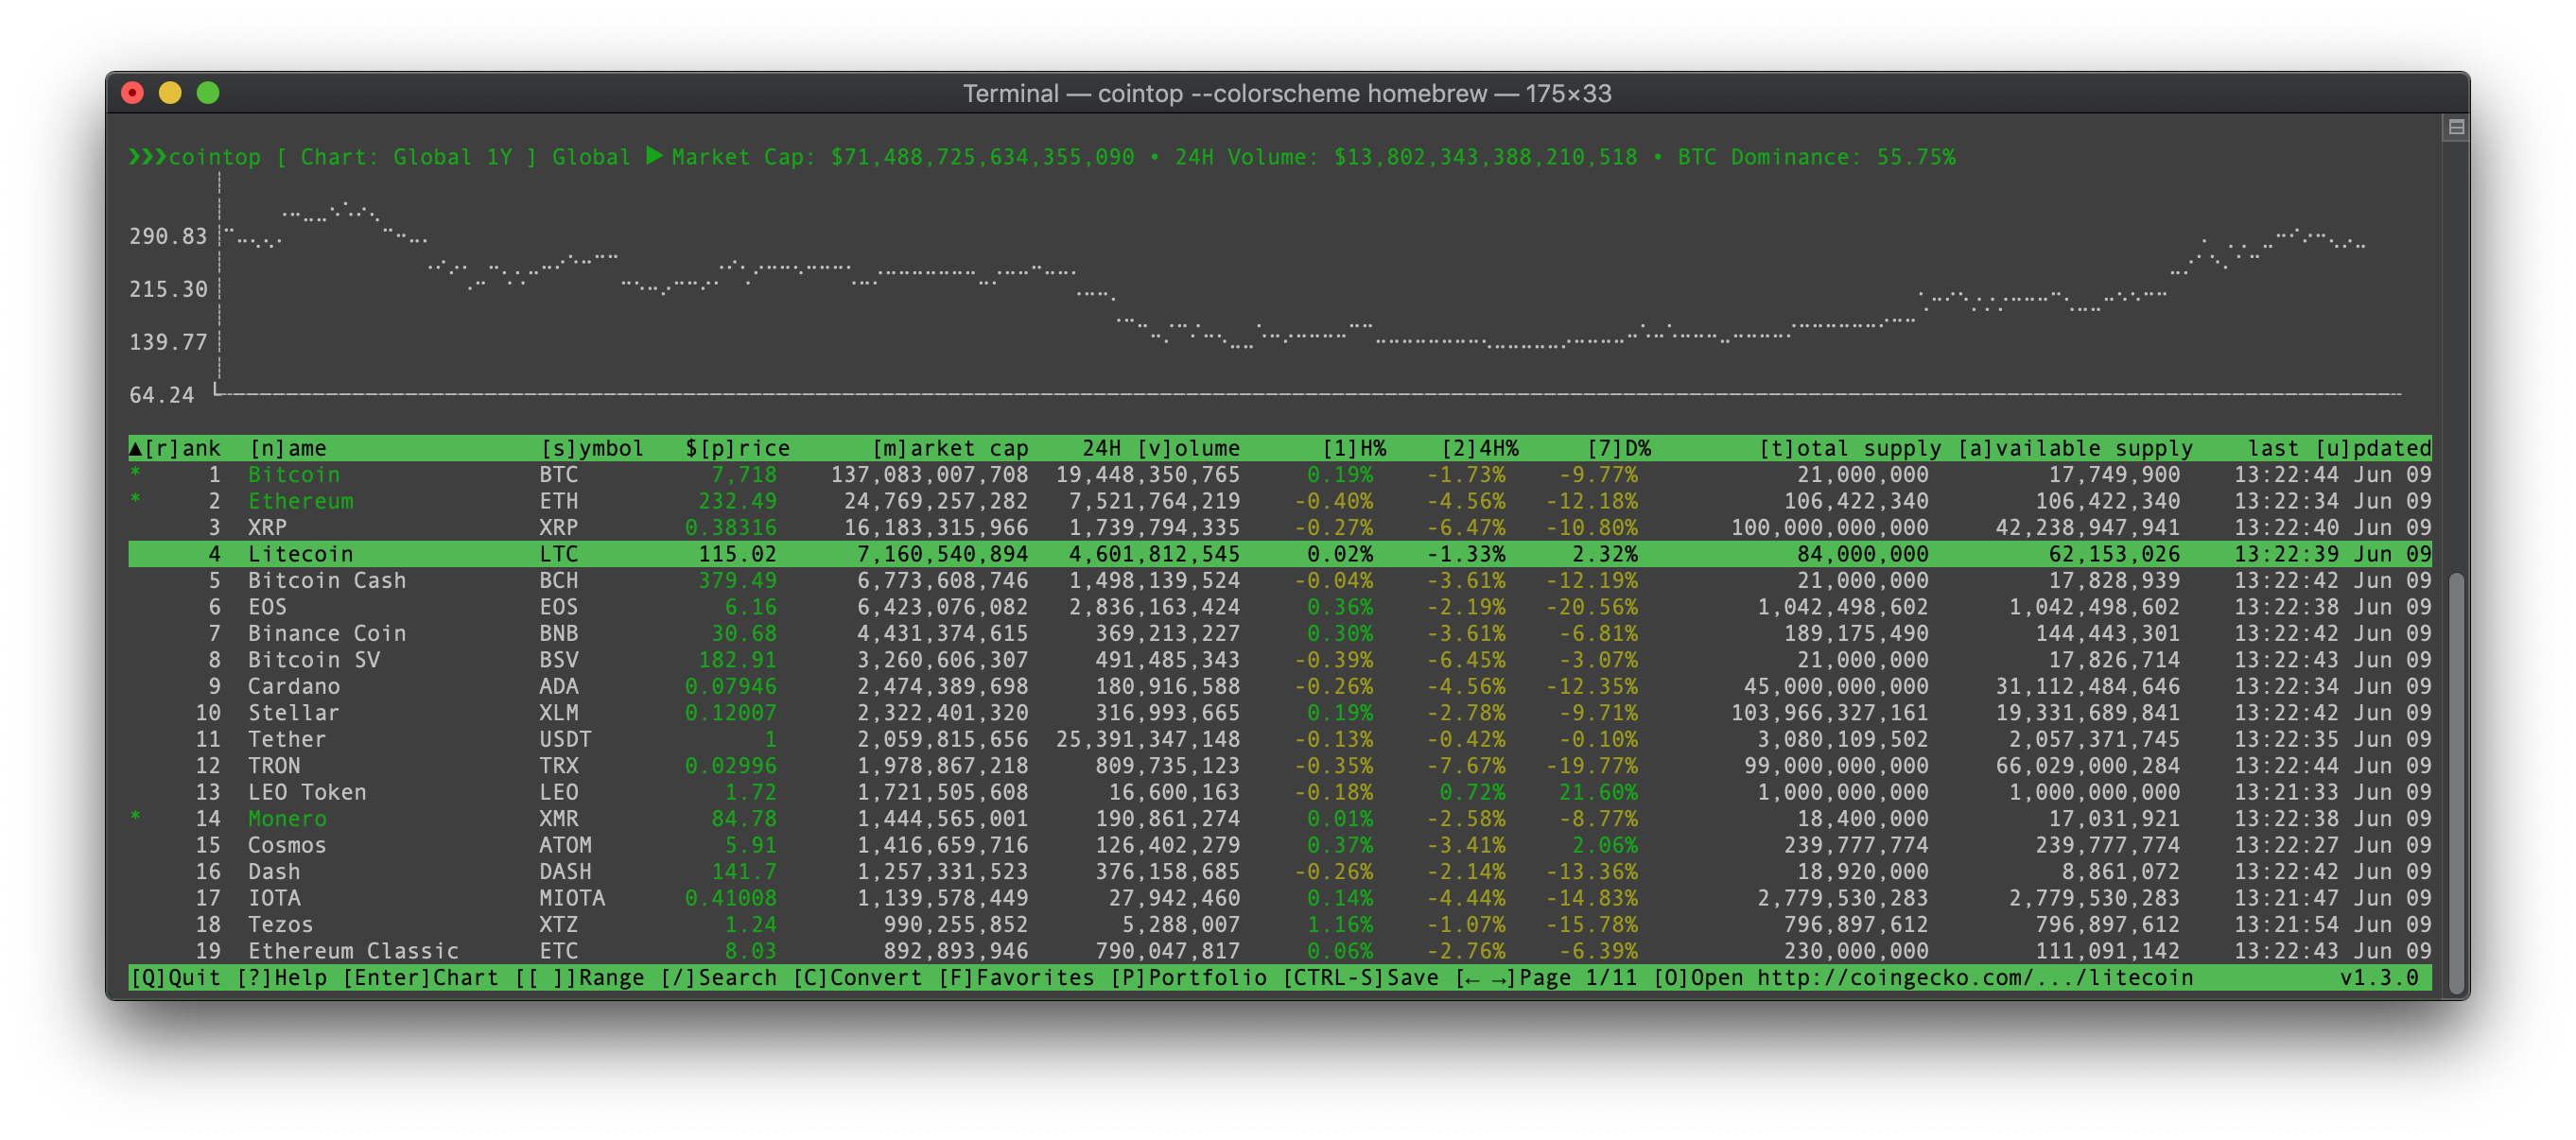 Terminal — cointop --colorscheme homebrew — 175×33
❯❯❯cointop [ Chart: Global 1Y ] Global ▶ Market Cap: $71,488,725,634,355,090 • 24H Volume: $13,802,343,388,210,518 • BTC Dominance: 55.75%
290.83
215.30
139.77
64.24
▲[r]ank [n]ame [s]ymbol $[p]rice [m]arket cap 24H [v]olume [1]H% [2]4H% [7]D% [t]otal supply [a]vailable supply last [u]pdated
* 1 Bitcoin BTC 7,718 137,083,007,708 19,448,350,765 0.19% -1.73% -9.77% 21,000,000 17,749,900 13:22:44 Jun 09
* 2 Ethereum ETH 232.49 24,769,257,282 7,521,764,219 -0.40% -4.56% -12.18% 106,422,340 106,422,340 13:22:34 Jun 09
3 XRP XRP 0.38316 16,183,315,966 1,739,794,335 -0.27% -6.47% -10.80% 100,000,000,000 42,238,947,941 13:22:40 Jun 09
4 Litecoin LTC 115.02 7,160,540,894 4,601,812,545 0.02% -1.33% 2.32% 84,000,000 62,153,026 13:22:39 Jun 09
5 Bitcoin Cash BCH 379.49 6,773,608,746 1,498,139,524 -0.04% -3.61% -12.19% 21,000,000 17,828,939 13:22:42 Jun 09
6 EOS EOS 6.16 6,423,076,082 2,836,163,424 0.36% -2.19% -20.56% 1,042,498,602 1,042,498,602 13:22:38 Jun 09
7 Binance Coin BNB 30.68 4,431,374,615 369,213,227 0.30% -3.61% -6.81% 189,175,490 144,443,301 13:22:42 Jun 09
8 Bitcoin SV BSV 182.91 3,260,606,307 491,485,343 -0.39% -6.45% -3.07% 21,000,000 17,826,714 13:22:43 Jun 09
9 Cardano ADA 0.07946 2,474,389,698 180,916,588 -0.26% -4.56% -12.35% 45,000,000,000 31,112,484,646 13:22:34 Jun 09
10 Stellar XLM 0.12007 2,322,401,320 316,993,665 0.19% -2.78% -9.71% 103,966,327,161 19,331,689,841 13:22:42 Jun 09
11 Tether USDT 1 2,059,815,656 25,391,347,148 -0.13% -0.42% -0.10% 3,080,109,502 2,057,371,745 13:22:35 Jun 09
12 TRON TRX 0.02996 1,978,867,218 809,735,123 -0.35% -7.67% -19.77% 99,000,000,000 66,029,000,284 13:22:44 Jun 09
13 LEO Token LEO 1.72 1,721,505,608 16,600,163 -0.18% 0.72% 21.60% 1,000,000,000 1,000,000,000 13:21:33 Jun 09
* 14 Monero XMR 84.78 1,444,565,001 190,861,274 0.01% -2.58% -8.77% 18,400,000 17,031,921 13:22:38 Jun 09
15 Cosmos ATOM 5.91 1,416,659,716 126,402,279 0.37% -3.41% 2.06% 239,777,774 239,777,774 13:22:27 Jun 09
16 Dash DASH 141.7 1,257,331,523 376,158,685 -0.26% -2.14% -13.36% 18,920,000 8,861,072 13:22:42 Jun 09
17 IOTA MIOTA 0.41008 1,139,578,449 27,942,460 0.14% -4.44% -14.83% 2,779,530,283 2,779,530,283 13:21:47 Jun 09
18 Tezos XTZ 1.24 990,255,852 5,288,007 1.16% -1.07% -15.78% 796,897,612 796,897,612 13:21:54 Jun 09
19 Ethereum Classic ETC 8.03 892,893,946 790,047,817 0.06% -2.76% -6.39% 230,000,000 111,091,142 13:22:43 Jun 09
[Q]Quit [?]Help [Enter]Chart [[ ]]Range [/]Search [C]Convert [F]Favorites [P]Portfolio [CTRL-S]Save [← →]Page 1/11 [O]Open http://coingecko.com/.../litecoin v1.3.0